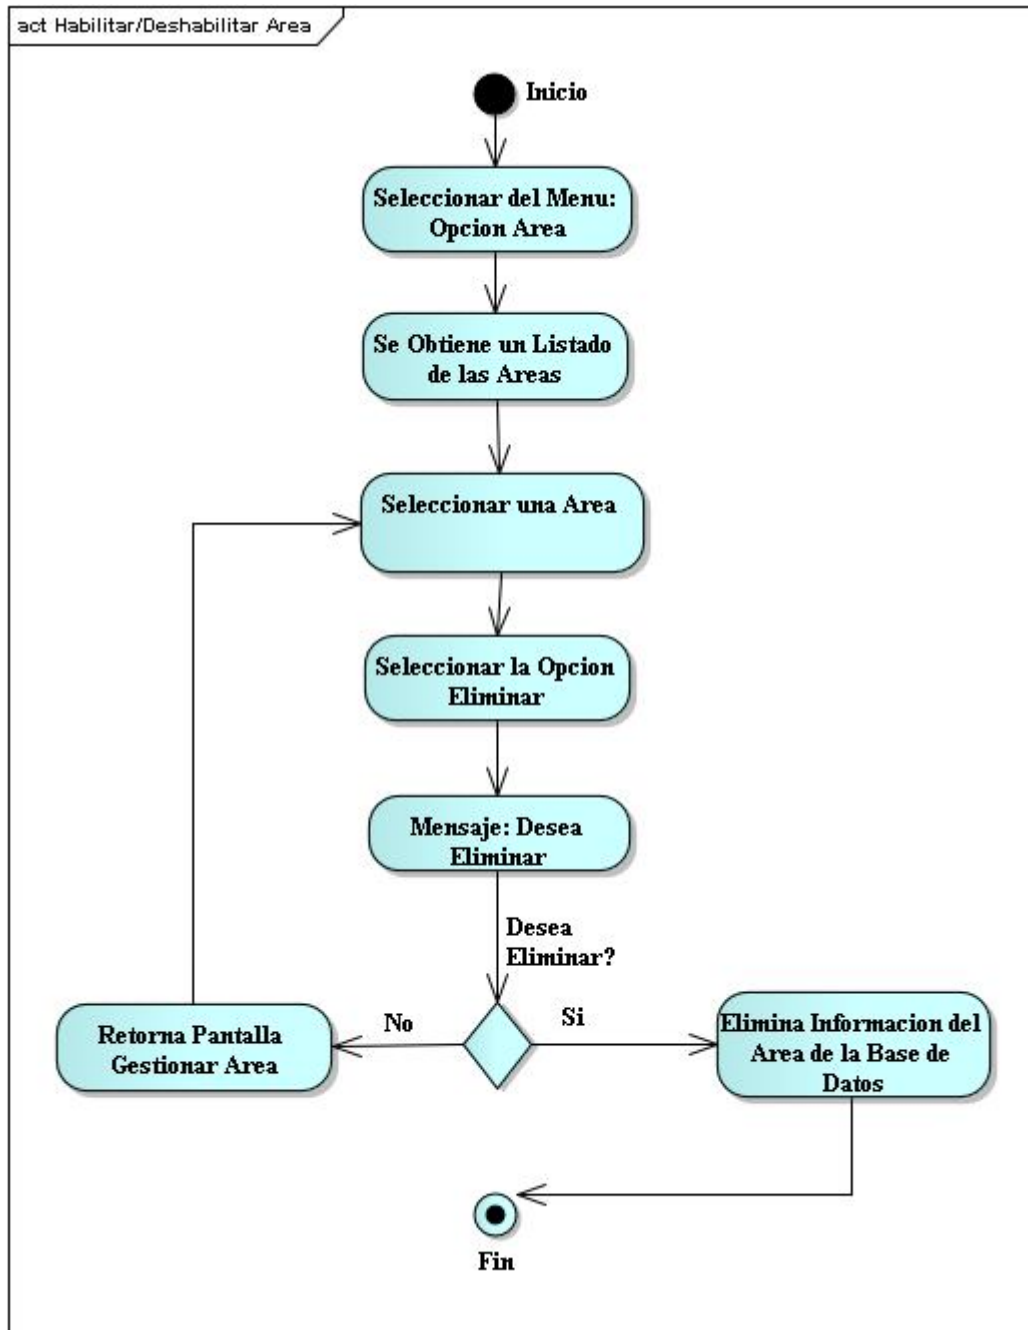 act Habilitar/Deshabilitar Area
Inicio
Seleccionar del Menu:
Opcion Area
Se Obtiene un Listado
de las Areas
Seleccionar una Area
Seleccionar la Opcion
Eliminar
Mensaje: Desea
Eliminar
Desea
Eliminar?
No
Si
Retorna Pantalla
Gestionar Area
Elimina Informacion del
Area de la Base de
Datos
Fin